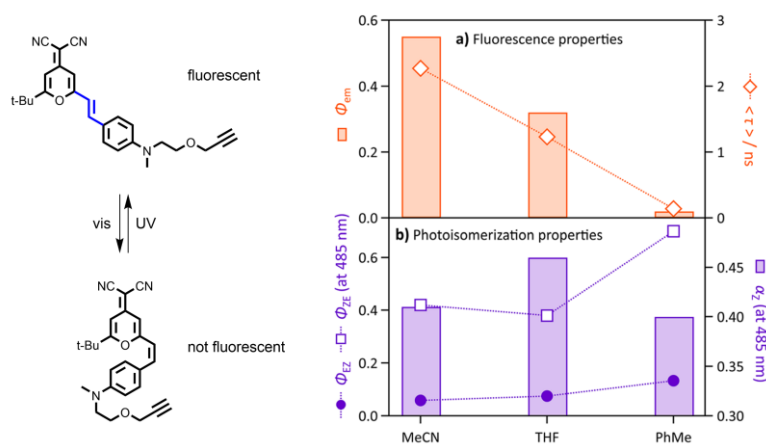 NC CN
t-Bu O
N O
fluorescent
vis UV
NC CN
t-Bu O
N O
not fluorescent
a) Fluorescence properties
Φem
0.6
0.4
0.2
0.0
<τ> / ns
3
2
1
0
b) Photoisomerization properties
ΦEZ ΦZE (at 485 nm)
0.6
0.4
0.2
0.0
αZ (at 485 nm)
0.45
0.40
0.35
0.30
MeCN THF PhMe